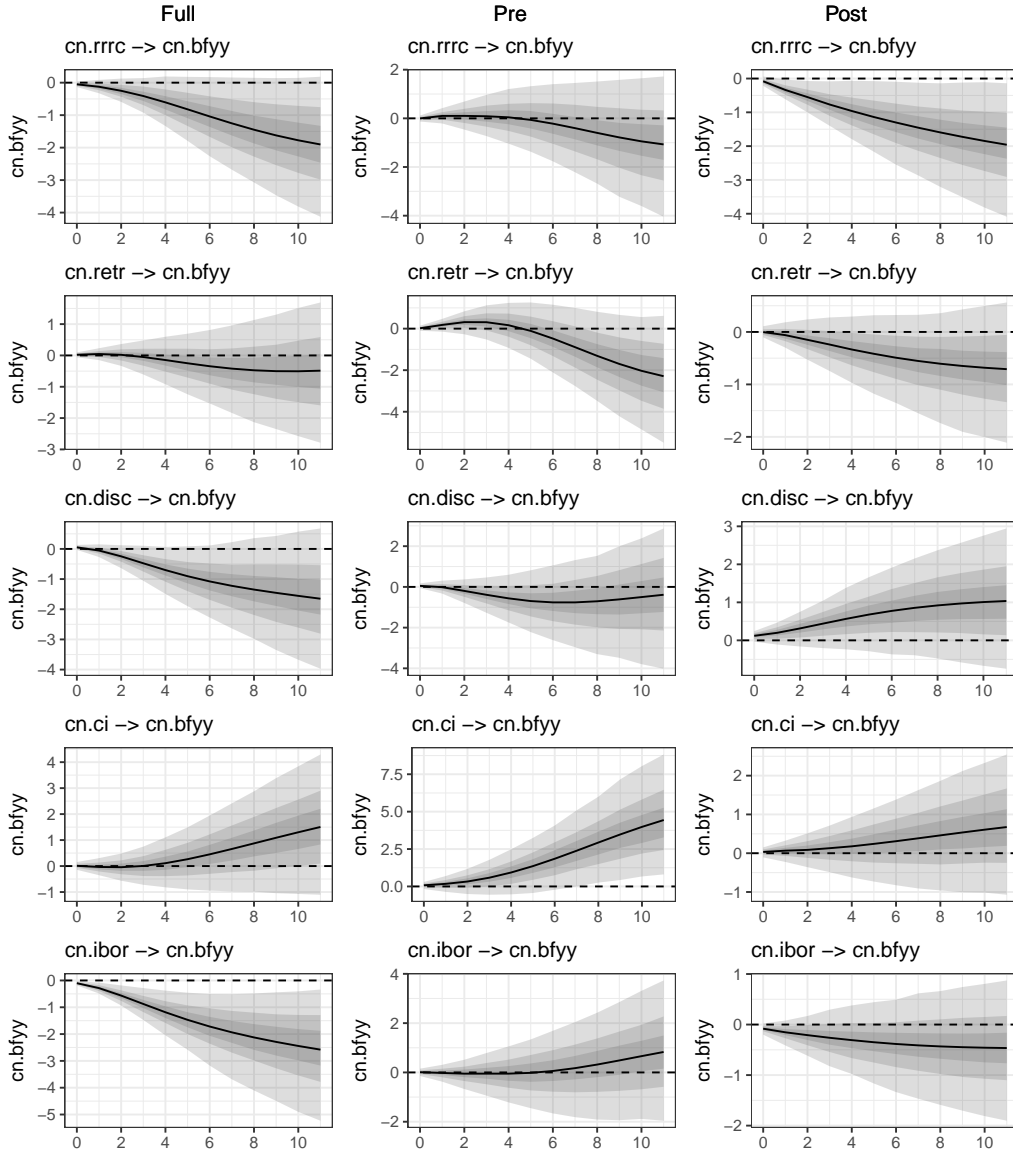 Full Pre Post
cn.rrrc −> cn.bfyy cn.rrrc −> cn.bfyy cn.rrrc −> cn.bfyy
cn.bfyy cn.bfyy cn.bfyy
0 2 0
−1 0 −1
−2 −2 −2
−3 −4 −3
−4 −4
0 2 4 6 8 10 0 2 4 6 8 10 0 2 4 6 8 10
cn.retr −> cn.bfyy cn.retr −> cn.bfyy cn.retr −> cn.bfyy
cn.bfyy cn.bfyy cn.bfyy
1 0 0
0 −2 −1
−1 −4 −2
−2
−3
0 2 4 6 8 10 0 2 4 6 8 10 0 2 4 6 8 10
cn.disc −> cn.bfyy cn.disc −> cn.bfyy cn.disc −> cn.bfyy
cn.bfyy cn.bfyy cn.bfyy
0 2 3
−1 0 2
−2 −2 1
−3 −4 0
−4
0 2 4 6 8 10 0 2 4 6 8 10 0 2 4 6 8 10
cn.ci −> cn.bfyy cn.ci −> cn.bfyy cn.ci −> cn.bfyy
cn.bfyy cn.bfyy cn.bfyy
4 7.5 2
3 5.0 1
2 2.5 0
1 0.0 −1
0
−1
0 2 4 6 8 10 0 2 4 6 8 10 0 2 4 6 8 10
cn.ibor −> cn.bfyy cn.ibor −> cn.bfyy cn.ibor −> cn.bfyy
cn.bfyy cn.bfyy cn.bfyy
0 4 1
−1 2 0
−2 0 −1
−3 −2 −2
−4
−5
0 2 4 6 8 10 0 2 4 6 8 10 0 2 4 6 8 10